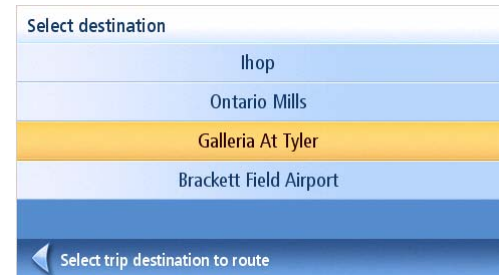 Select destination
Ihop
Ontario Mills
Galleria At Tyler
Brackett Field Airport
Select trip destination to route